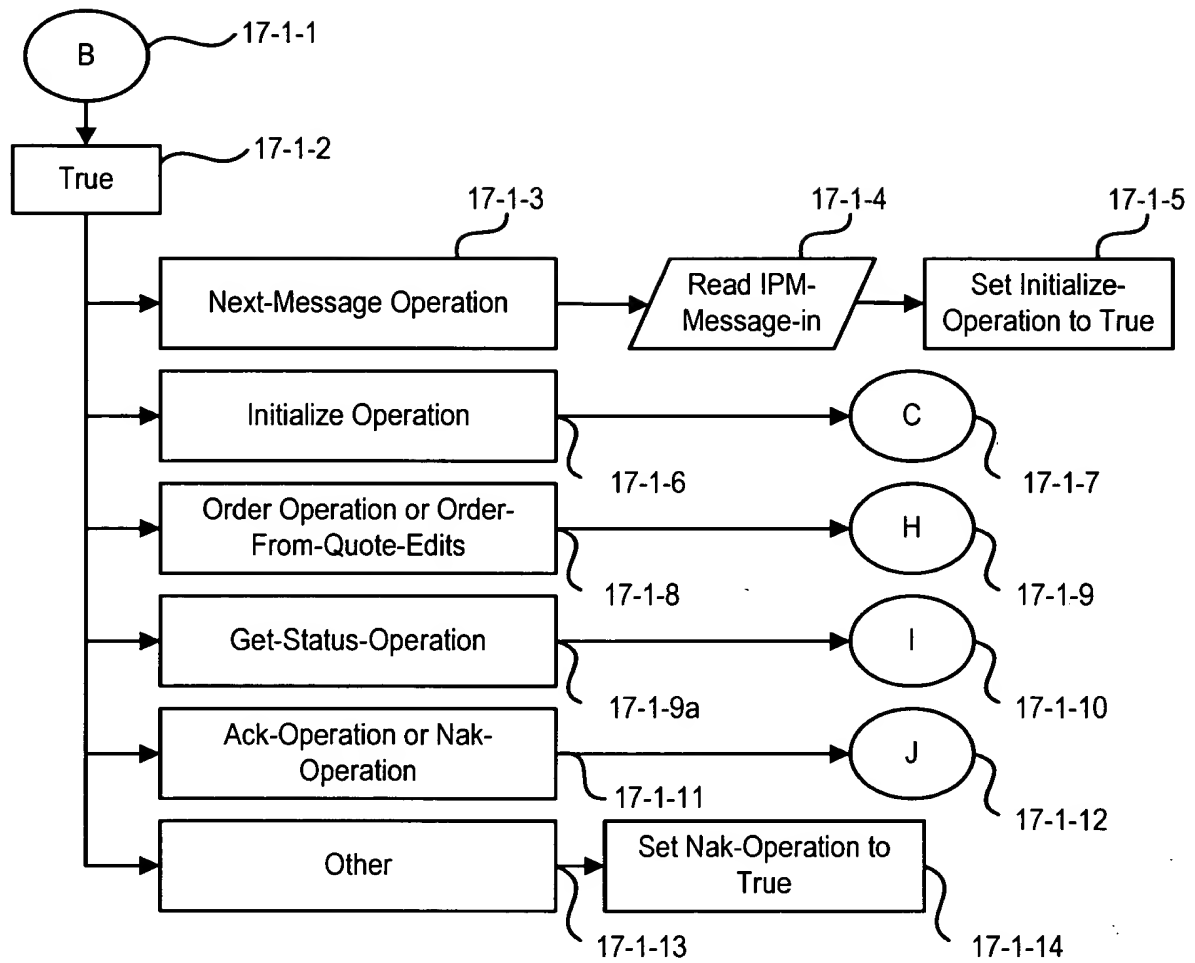 B
17-1-1
True
17-1-2
17-1-3
17-1-4
17-1-5
Next-Message Operation
Read IPM-
Message-in
Set Initialize-
Operation to True
Initialize Operation
C
17-1-6
17-1-7
Order Operation or Order-
From-Quote-Edits
H
17-1-8
17-1-9
Get-Status-Operation
I
17-1-9a
17-1-10
Ack-Operation or Nak-
Operation
J
17-1-11
17-1-12
Other
Set Nak-Operation to
True
17-1-13
17-1-14